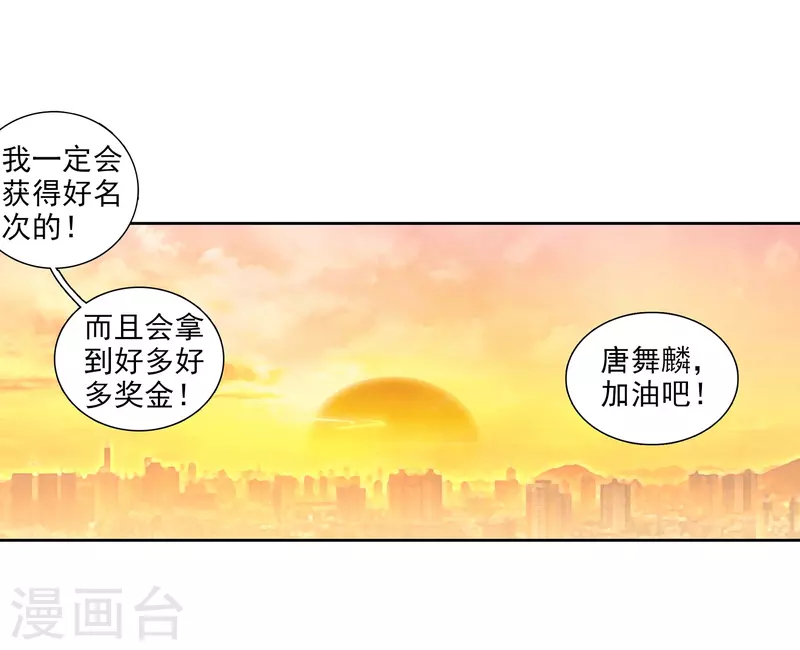 我一定会
获得好名
次的！
而且会拿
到好多好
多奖金！
唐舞麟，
加油吧！
漫画台